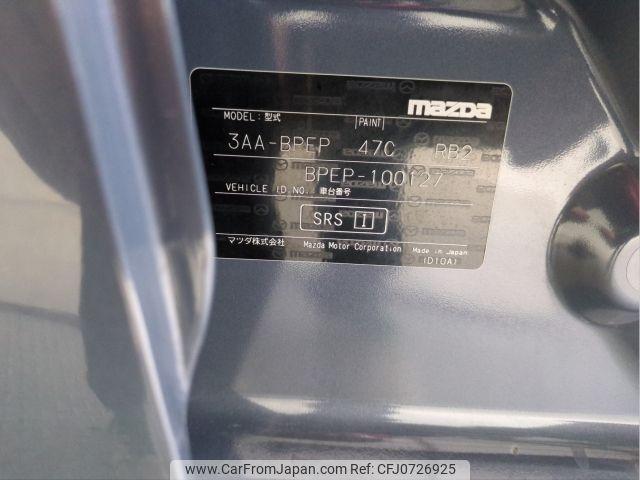 mazda
MODEL : 型式 PAINT
3AA-BPEP 47C RB2
BPEP-100127
VEHICLE ID.NO. 車台番号
SRS I
マツダ株式会社 Mazda Motor Corporation Made in Japan
(D10A)
www.CarFromJapan.com | Ref No. CFJ0726925